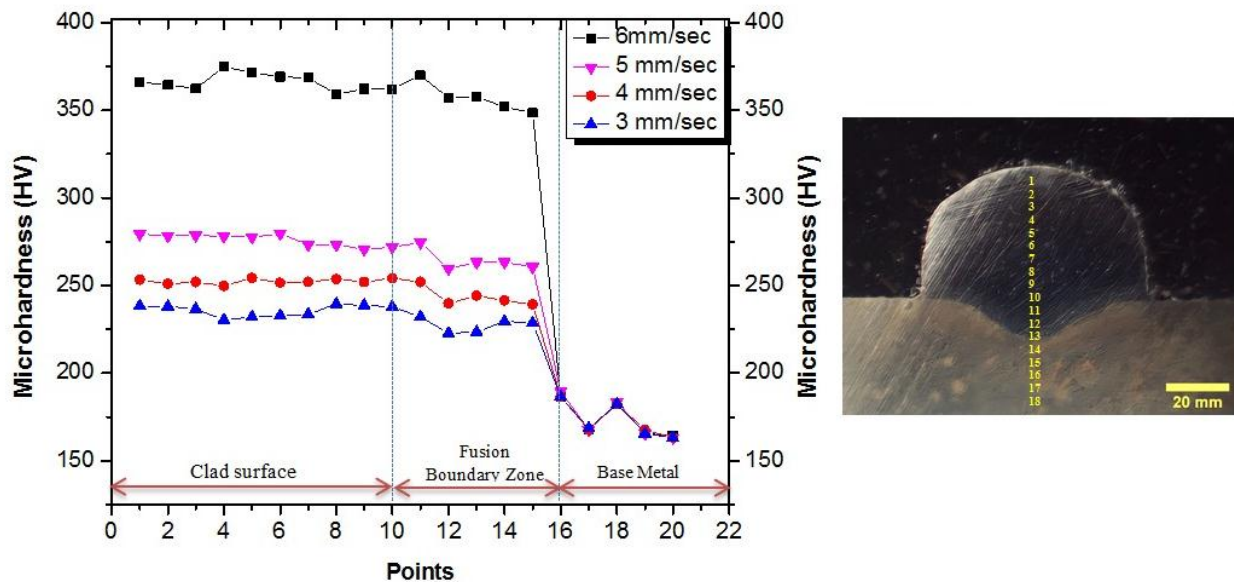 400
350
300
250
200
150
Microhardness (HV)
6mm/sec
5 mm/sec
4 mm/sec
3 mm/sec
Clad surface
Fusion
Boundary Zone
Base Metal
0 2 4 6 8 10 12 14 16 18 20 22
Points
400
350
300
250
200
150
Microhardness (HV)
1
2
3
4
5
6
7
8
9
10
11
12
13
14
15
16
17
18
20 mm